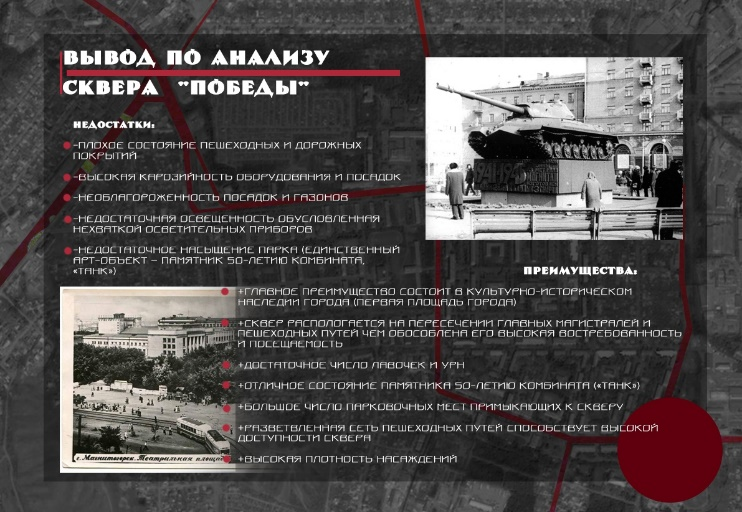 ВЫВОД ПО АНАЛИЗУ
СКВЕРА "ПОБЕДЫ"
НЕДОСТАТКИ:
-ПЛОХОЕ СОСТОЯНИЕ ПЕШЕХОДНЫХ И ДОРОЖНЫХ
ПОКРЫТИЙ
-ВЫСОКАЯ КАРОЗИЙНОСТЬ ОБОРУДОВАНИЯ И ПОСАДОК
-НЕОБЛАГОРОЖЕННОСТЬ ПОСАДОК И ГАЗОНОВ
-НЕДОСТАТОЧНАЯ ОСВЕЩЕННОСТЬ ОБУСЛОВЛЕННАЯ
НЕХВАТКОЙ ОСВЕТИТЕЛЬНЫХ ПРИБОРОВ
-НЕДОСТАТОЧНОЕ НАСЫЩЕНИЕ ПАРКА (ЕДИНСТВЕННЫЙ
АРТ-ОБЪЕКТ – ПАМЯТНИК 50-ЛЕТИЮ КОМБИНАТА,
«ТАНК»)
1941-1945
ПРЕИМУЩЕСТВА:
+ГЛАВНОЕ ПРЕИМУЩЕСТВО СОСТОИТ В КУЛЬТУРНО-ИСТОРИЧЕСКОМ
НАСЛЕДИИ ГОРОДА (ПЕРВАЯ ПЛОЩАДЬ ГОРОДА)
+СКВЕР РАСПОЛОГАЕТСЯ НА ПЕРЕСЕЧЕНИИ ГЛАВНЫХ МАГИСТРАЛЕЙ И
ПЕШЕХОДНЫХ ПУТЕЙ ЧЕМ ОБОСОБЛЕНА ЕГО ВЫСОКАЯ ВОСТРЕБОВАННОСТЬ
И ПОСЕЩАЕМОСТЬ
+ДОСТАТОЧНОЕ ЧИСЛО ЛАВОЧЕК И УРН
+ОТЛИЧНОЕ СОСТОЯНИЕ ПАМЯТНИКА 50-ЛЕТИЮ КОМБИНАТА («ТАНК»)
+БОЛЬШОЕ ЧИСЛО ПАРКОВОЧНЫХ МЕСТ ПРИМЫКАЮЩИХ К СКВЕРУ
+РАЗВЕТВЛЕННАЯ СЕТЬ ПЕШЕХОДНЫХ ПУТЕЙ СПОСОБСТВУЕТ ВЫСОКОЙ
ДОСТУПНОСТИ СКВЕРА
+ВЫСОКАЯ ПЛОТНОСТЬ НАСАЖДЕНИЙ
г. Магнитогорск. Театральная площадь